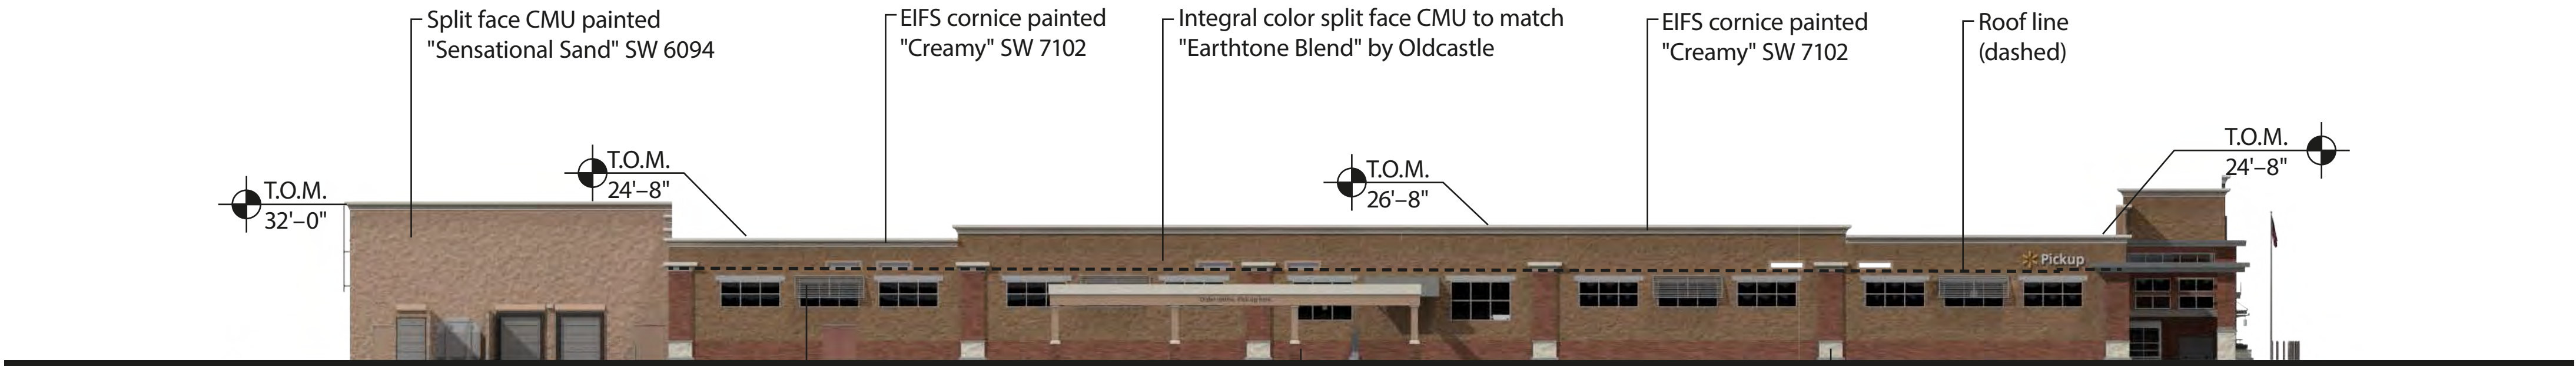 Split face CMU painted
"Sensational Sand" SW 6094
EIFS cornice painted
"Creamy" SW 7102
Integral color split face CMU to match
"Earthtone Blend" by Oldcastle
EIFS cornice painted
"Creamy" SW 7102
Roof line
(dashed)
T.O.M.
32'–0"
T.O.M.
24'–8"
T.O.M.
26'–8"
T.O.M.
24'–8"
Pickup